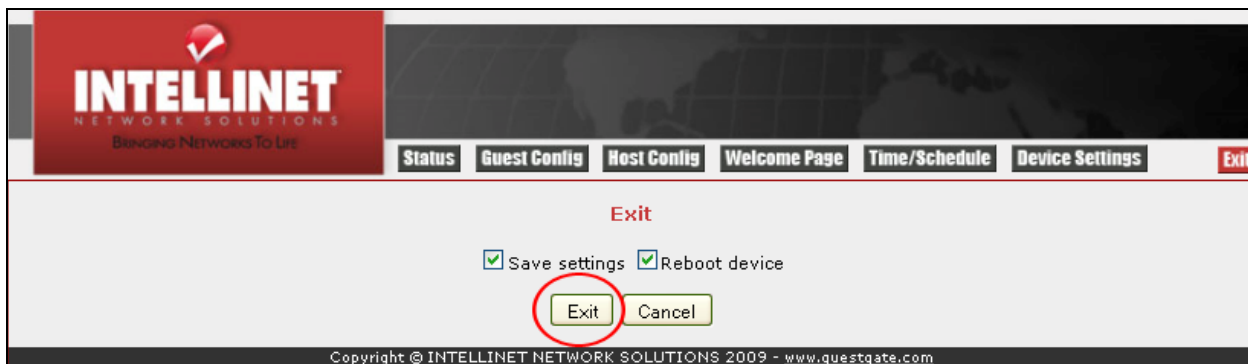 INTELLINET
NETWORK SOLUTIONS
BRINGING NETWORKS TO LIFE
Status Guest Config Host Config Welcome Page Time/Schedule Device Settings Exit
Exit
Save settings Reboot device
Exit Cancel
Copyright @ INTELLINET NETWORK SOLUTIONS 2009 - www.guestgate.com